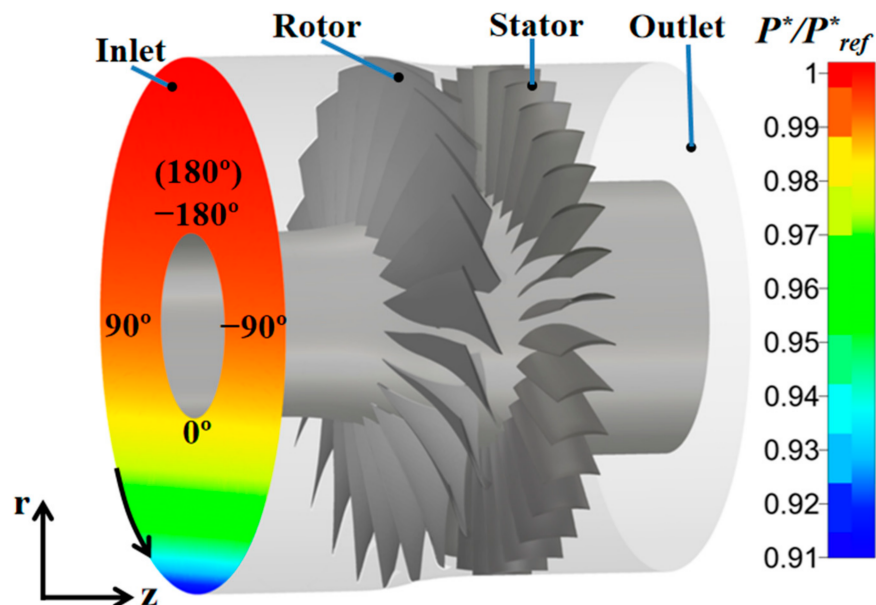 Inlet
Rotor
Stator
Outlet
P*/P*ref
(180º)
−180º
90º
−90º
0º
r
z
1
0.99
0.98
0.97
0.96
0.95
0.94
0.93
0.92
0.91